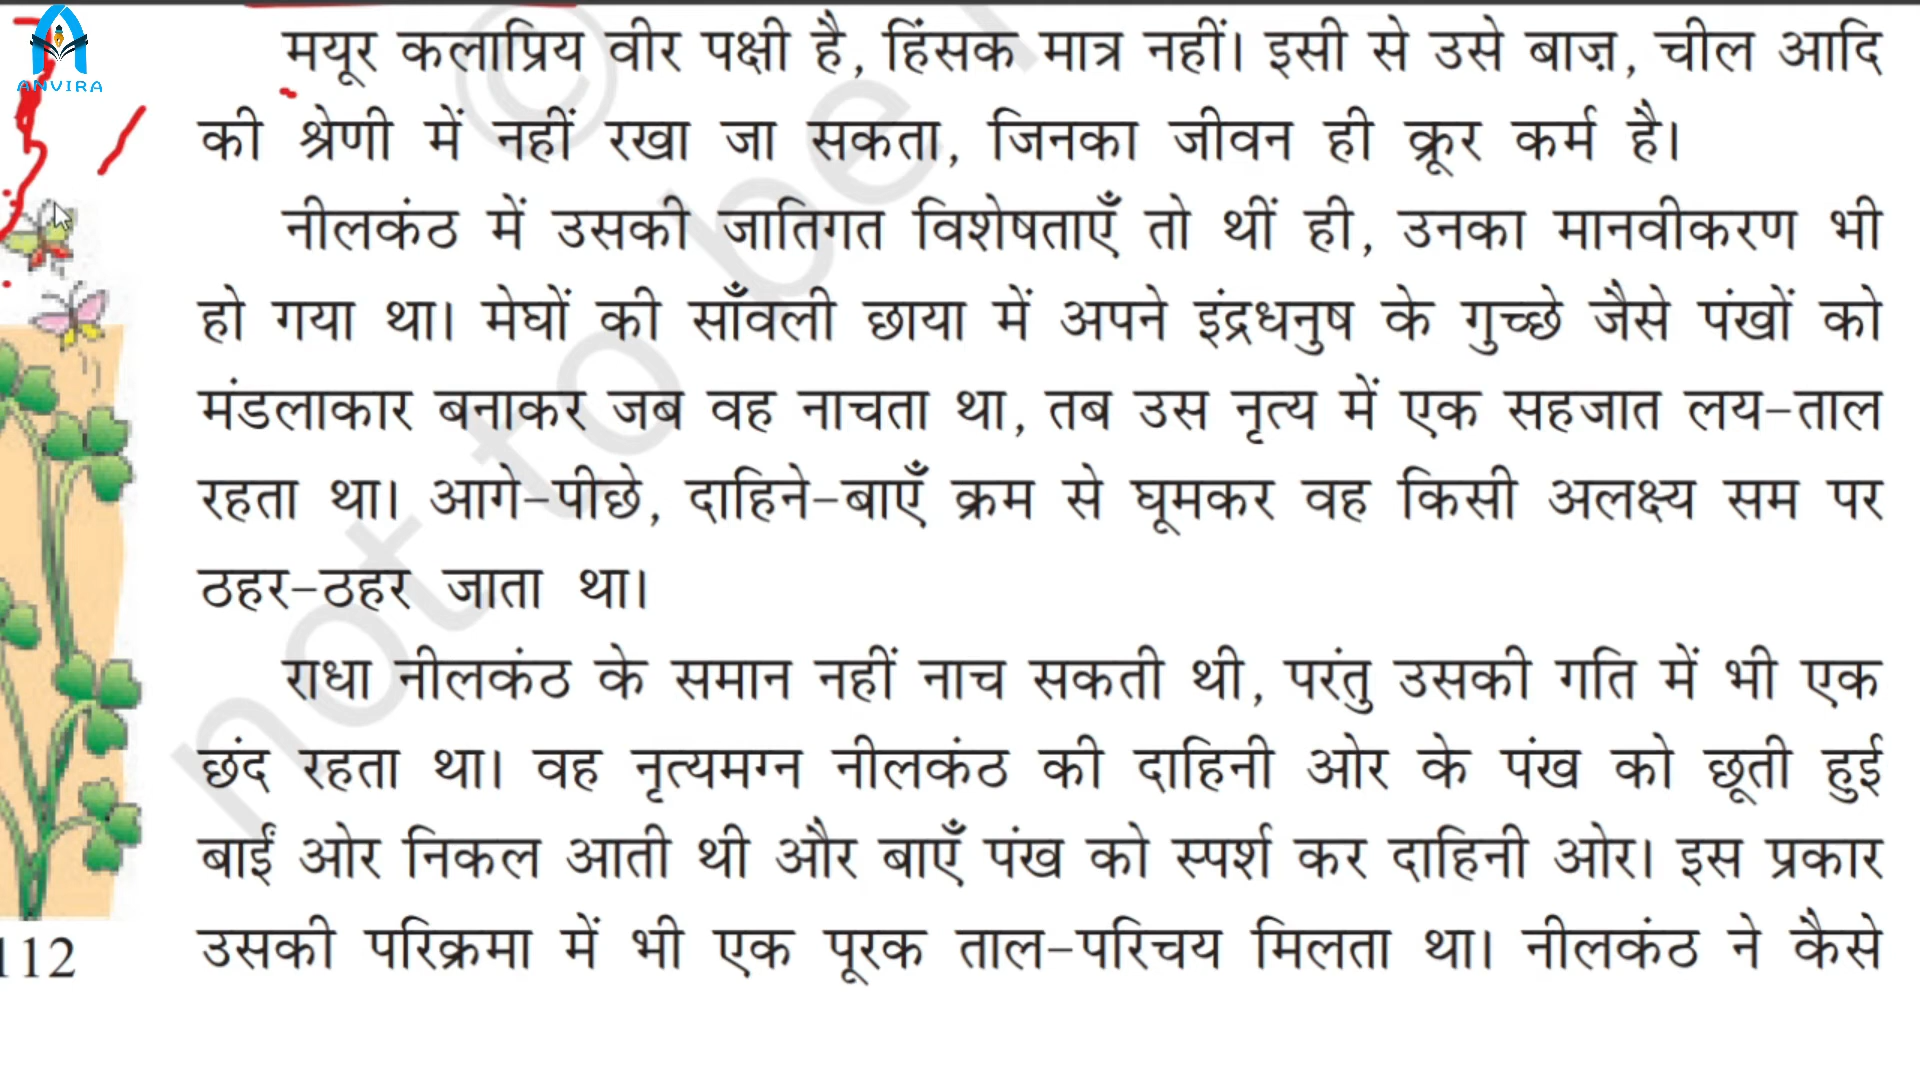 ANVIRA
मयूर कलाप्रिय वीर पक्षी है, हिंसक मात्र नहीं। इसी से उसे बाज़, चील आदि
की श्रेणी में नहीं रखा जा सकता, जिनका जीवन ही क्रूर कर्म है।
नीलकंठ में उसकी जातिगत विशेषताएँ तो थीं ही, उनका मानवीकरण भी
हो गया था। मेघों की साँवली छाया में अपने इंद्रधनुष के गुच्छे जैसे पंखों को
मंडलाकार बनाकर जब वह नाचता था, तब उस नृत्य में एक सहजात लय-ताल
रहता था। आगे-पीछे, दाहिने-बाएँ क्रम से घूमकर वह किसी अलक्ष्य सम पर
ठहर-ठहर जाता था।
राधा नीलकंठ के समान नहीं नाच सकती थी, परंतु उसकी गति में भी एक
छंद रहता था। वह नृत्यमग्न नीलकंठ की दाहिनी ओर के पंख को छूती हुई
बाईं ओर निकल आती थी और बाएँ पंख को स्पर्श कर दाहिनी ओर। इस प्रकार
उसकी परिक्रमा में भी एक पूरक ताल-परिचय मिलता था। नीलकंठ ने कैसे
112
© not to be r